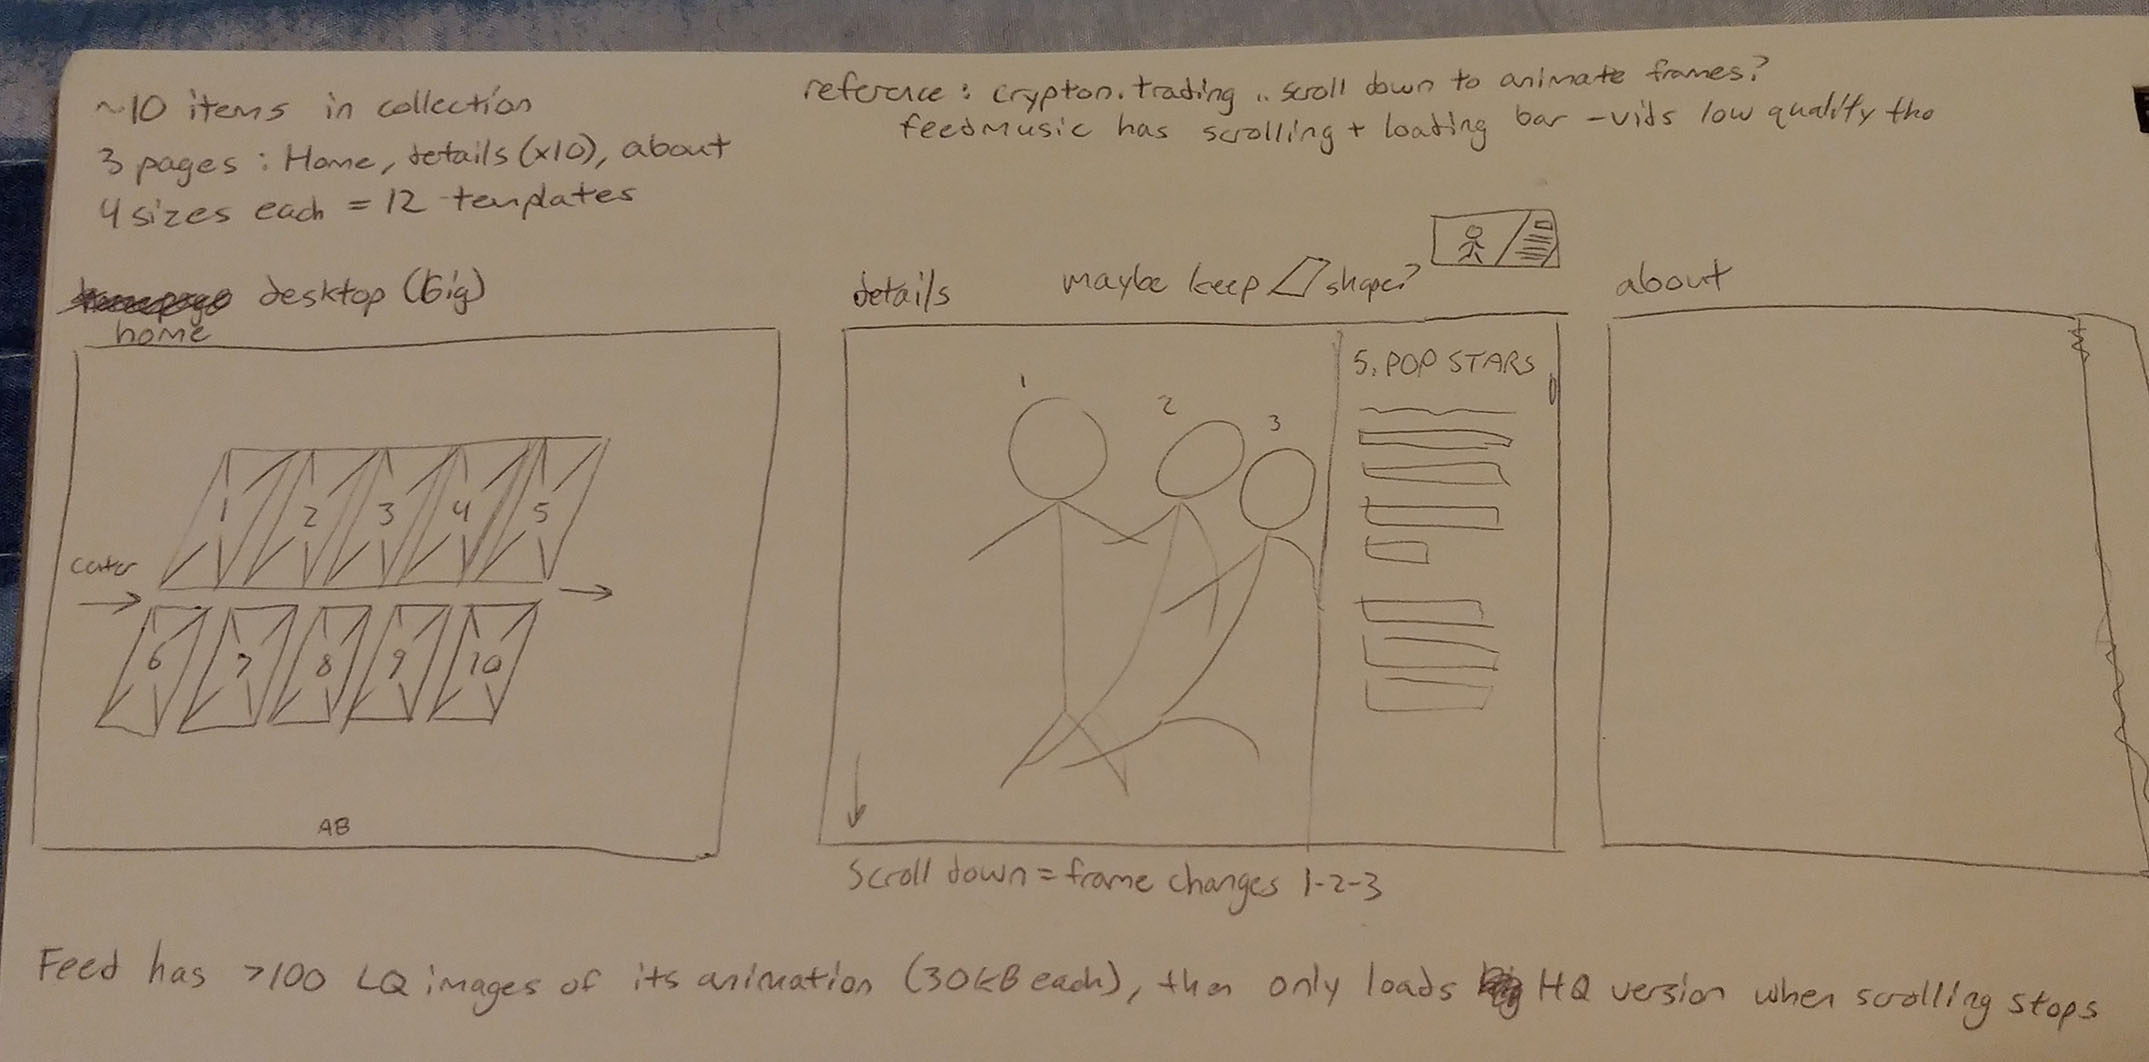 ~10 items in collection
3 pages: Home, details (x10), about
4 sizes each = 12 templates
reference: crypton.trading .. scroll down to animate frames?
feedmusic has scrolling + loading bar - vids low quality tho
desktop (big)
home
1 2 3 4 5
center
6 7 8 9 10
AB
details
maybe keep shape?
1
2
3
5. POP STARS
Scroll down = frame changes 1-2-3
about
Feed has >100 LQ images of its animation (30kB each), then only loads HQ version when scrolling stops